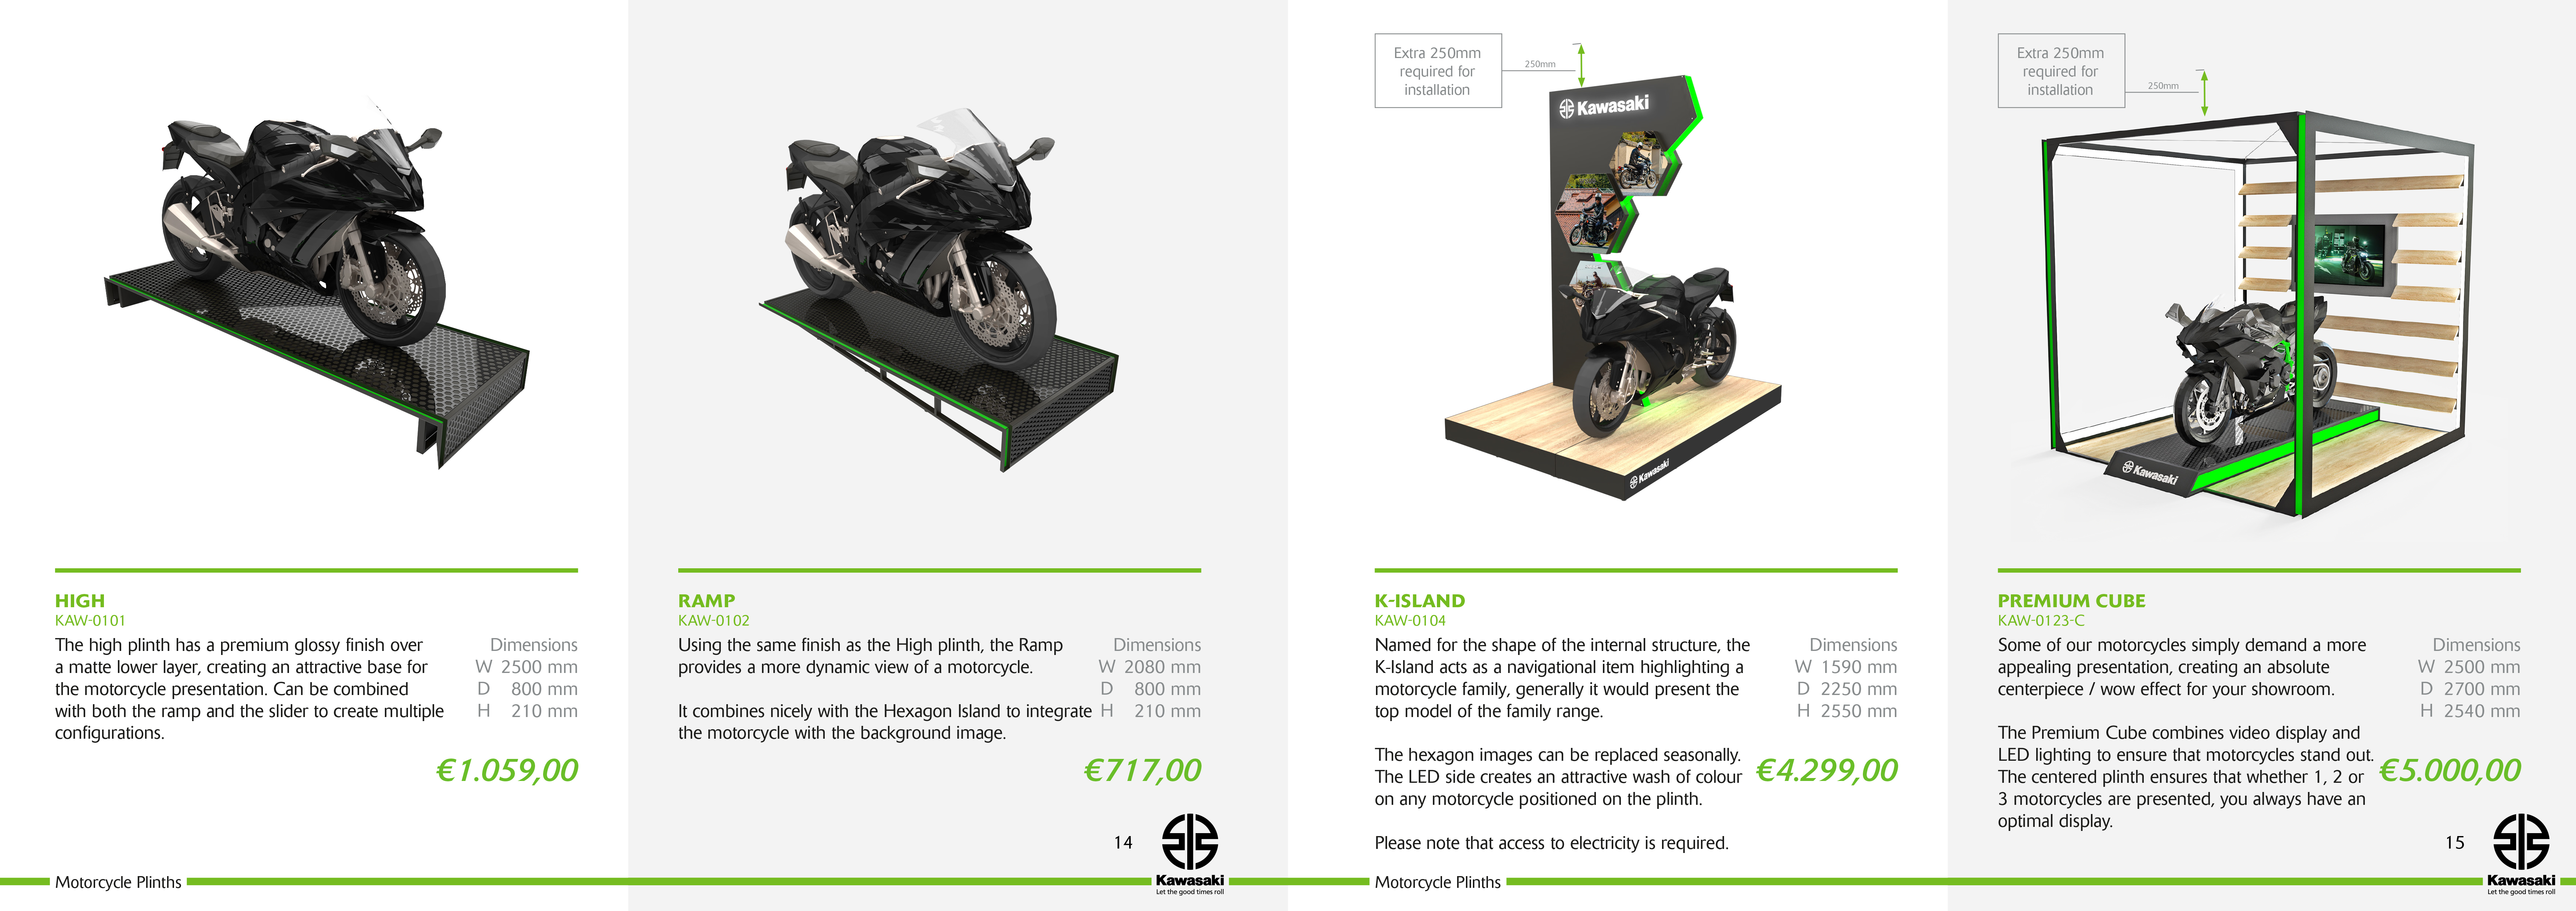 HIGH
KAW-0101
The high plinth has a premium glossy finish over
a matte lower layer, creating an attractive base for
the motorcycle presentation. Can be combined
with both the ramp and the slider to create multiple
configurations.
Dimensions
W 2500 mm
D 800 mm
H 210 mm
€1.059,00
RAMP
KAW-0102
Using the same finish as the High plinth, the Ramp
provides a more dynamic view of a motorcycle.
It combines nicely with the Hexagon Island to integrate
the motorcycle with the background image.
Dimensions
W 2080 mm
D 800 mm
H 210 mm
€717,00
14
Kawasaki
Let the good times roll
Motorcycle Plinths
Extra 250mm
required for
installation
250mm
Kawasaki
Kawasaki
K-ISLAND
KAW-0104
Named for the shape of the internal structure, the
K-Island acts as a navigational item highlighting a
motorcycle family, generally it would present the
top model of the family range.
The hexagon images can be replaced seasonally.
The LED side creates an attractive wash of colour
on any motorcycle positioned on the plinth.
Please note that access to electricity is required.
Dimensions
W 1590 mm
D 2250 mm
H 2550 mm
€4.299,00
Motorcycle Plinths
Extra 250mm
required for
installation
250mm
Kawasaki
PREMIUM CUBE
KAW-0123-C
Some of our motorcycles simply demand a more
appealing presentation, creating an absolute
centerpiece / wow effect for your showroom.
The Premium Cube combines video display and
LED lighting to ensure that motorcycles stand out.
The centered plinth ensures that whether 1, 2 or
3 motorcycles are presented, you always have an
optimal display.
Dimensions
W 2500 mm
D 2700 mm
H 2540 mm
€5.000,00
15
Kawasaki
Let the good times roll